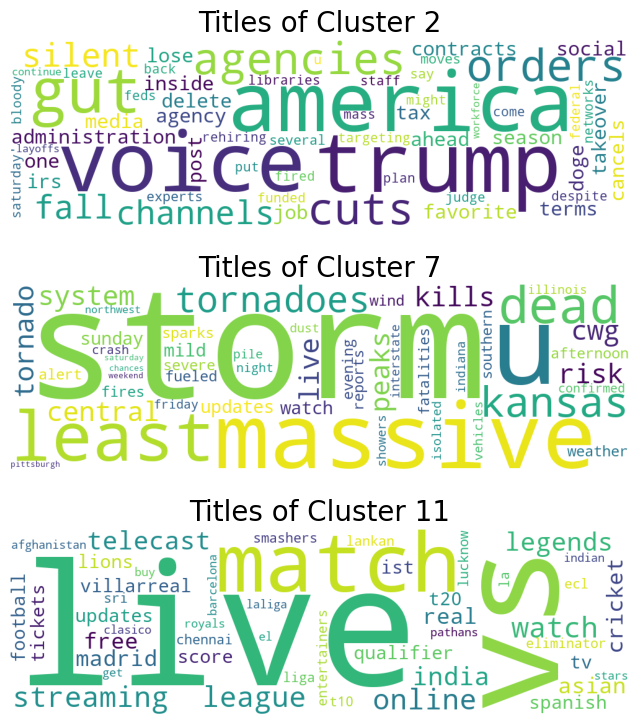 Titles of Cluster 2
silent
gut
agencies
america
orders
voice
trump
cuts
fall
channels
administration
agency
inside
delete
media
lose
contracts
social
moves
libraries
staff
say
back
continue
leave
feds
bloody
u
mass
might
tax
rehiring
several
targeting
ahead
workforce
come
season
federal
networks
takeover
cancels
doge
post
one
layoffs
saturday
irs
experts
put
fired
funded
job
plan
judge
favorite
despite
terms
Titles of Cluster 7
storm
u
massive
least
kansas
dead
tornadoes
kills
system
northwest
tornado
sunday
sparks
crash
mild
saturday
severe
chances
weekend
fueled
alert
fires
central
friday
updates
pile
night
dust
live
watch
wind
evening
reports
peaks
showers
interstate
fatalities
isolated
indiana
vehicles
southern
illinois
cwg
afternoon
risk
confirmed
weather
pittsburgh
Titles of Cluster 11
live
match
vs
legends
telecast
afghanistan
lions
buy
villarreal
sri
football
tickets
updates
clasico
free
get
madrid
royals
chennai
score
barcelona
laliga
el
liga
smashers
lankan
ist
lucknow
t20
real
pathans
entertainers
qualifier
t10
india
online
streaming
league
watch
la
ecl
indian
cricket
eliminator
tv
stars
asian
spanish